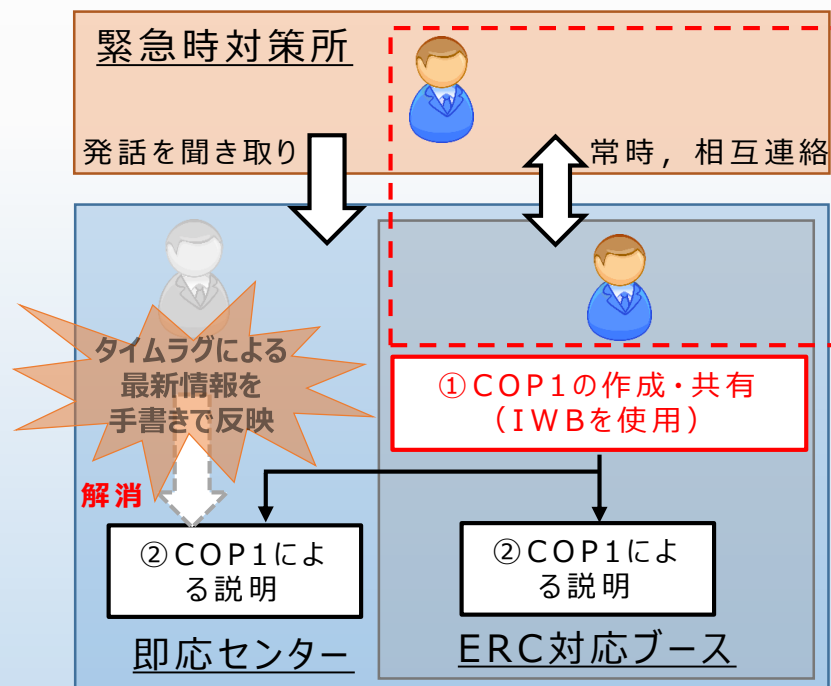 緊急時対策所
発話を聞き取り
常時，相互連絡
タイムラグによる
最新情報を
手書きで反映
解消
①COP1の作成・共有
（IWBを使用）
②COP1によ
る説明
②COP1によ
る説明
即応センター
ERC対応ブース